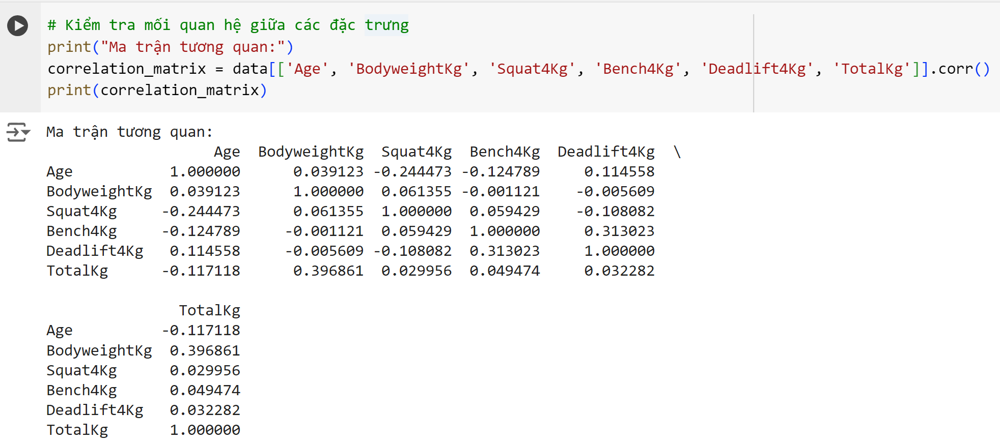 # Kiểm tra mối quan hệ giữa các đặc trưng
print("Ma trận tương quan:")
correlation_matrix = data[['Age', 'BodyweightKg', 'Squat4Kg', 'Bench4Kg', 'Deadlift4Kg', 'TotalKg']].corr()
print(correlation_matrix)
Ma trận tương quan:
                   Age  BodyweightKg  Squat4Kg  Bench4Kg  Deadlift4Kg  \
Age           1.000000      0.039123 -0.244473 -0.124789     0.114558
BodyweightKg  0.039123      1.000000  0.061355 -0.001121    -0.005609
Squat4Kg     -0.244473      0.061355  1.000000  0.059429    -0.108082
Bench4Kg     -0.124789     -0.001121  0.059429  1.000000     0.313023
Deadlift4Kg   0.114558     -0.005609 -0.108082  0.313023     1.000000
TotalKg      -0.117118      0.396861  0.029956  0.049474     0.032282
               TotalKg
Age          -0.117118
BodyweightKg  0.396861
Squat4Kg      0.029956
Bench4Kg      0.049474
Deadlift4Kg   0.032282
TotalKg       1.000000